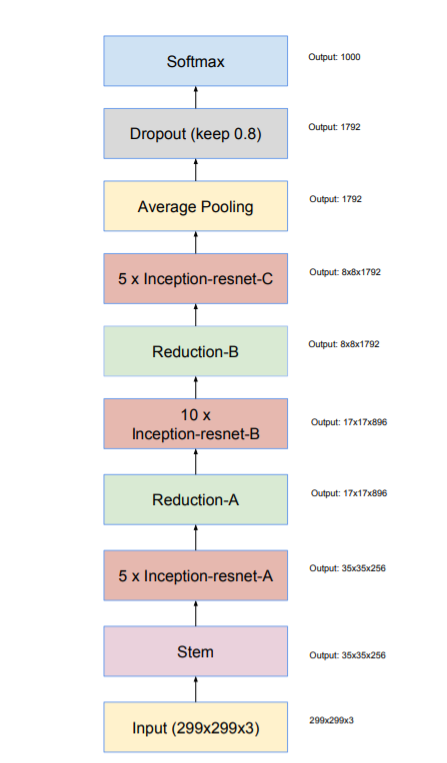 Softmax
Output: 1000
Dropout (keep 0.8)
Output: 1792
Average Pooling
Output: 1792
5 x Inception-resnet-C
Output: 8x8x1792
Reduction-B
Output: 8x8x1792
10 x
Inception-resnet-B
Output: 17x17x896
Reduction-A
Output: 17x17x896
5 x Inception-resnet-A
Output: 35x35x256
Stem
Output: 35x35x256
Input (299x299x3)
299x299x3